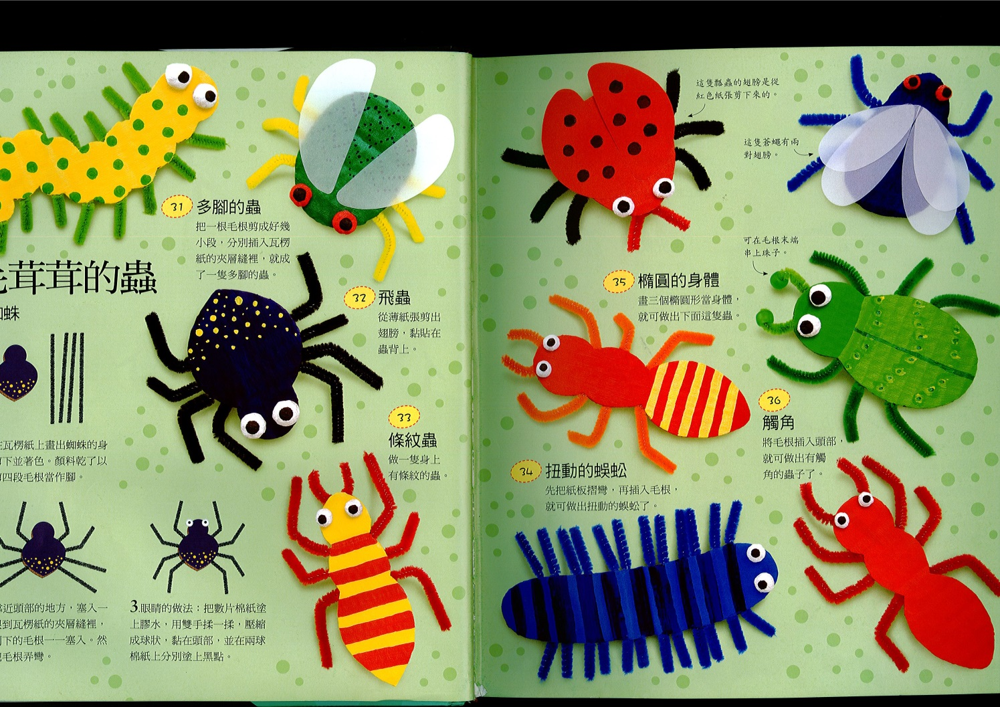 31
多腳的蟲
把一根毛根剪成好幾
小段，分別插入瓦楞
紙的夾層縫裡，就成
了一隻多腳的蟲。
茸茸的蟲
蜘蛛
32
飛蟲
從薄紙張剪出
翅膀，黏貼在
蟲背上。
瓦楞紙上畫出蜘蛛的身
下並著色。顏料乾了以
四段毛根當作腳。
33
條紋蟲
做一隻身上
有條紋的蟲。
近頭部的地方，塞入一
到瓦楞紙的夾層縫裡，
下的毛根一一塞入。然
毛根弄彎。
3.眼睛的做法：把數片棉紙塗
上膠水，用雙手揉一揉，壓縮
成球狀，黏在頭部，並在兩球
棉紙上分別塗上黑點。
這隻瓢蟲的翅膀是從
紅色紙張剪下來的。
這隻蒼蠅有兩
對翅膀。
可在毛根末端
串上珠子。
35
橢圓的身體
畫三個橢圓形當身體，
就可做出下面這隻蟲。
36
觸角
將毛根插入頭部，
就可做出有觸
角的蟲子了。
34
扭動的蜈蚣
先把紙板摺彎，再插入毛根，
就可做出扭動的蜈蚣了。